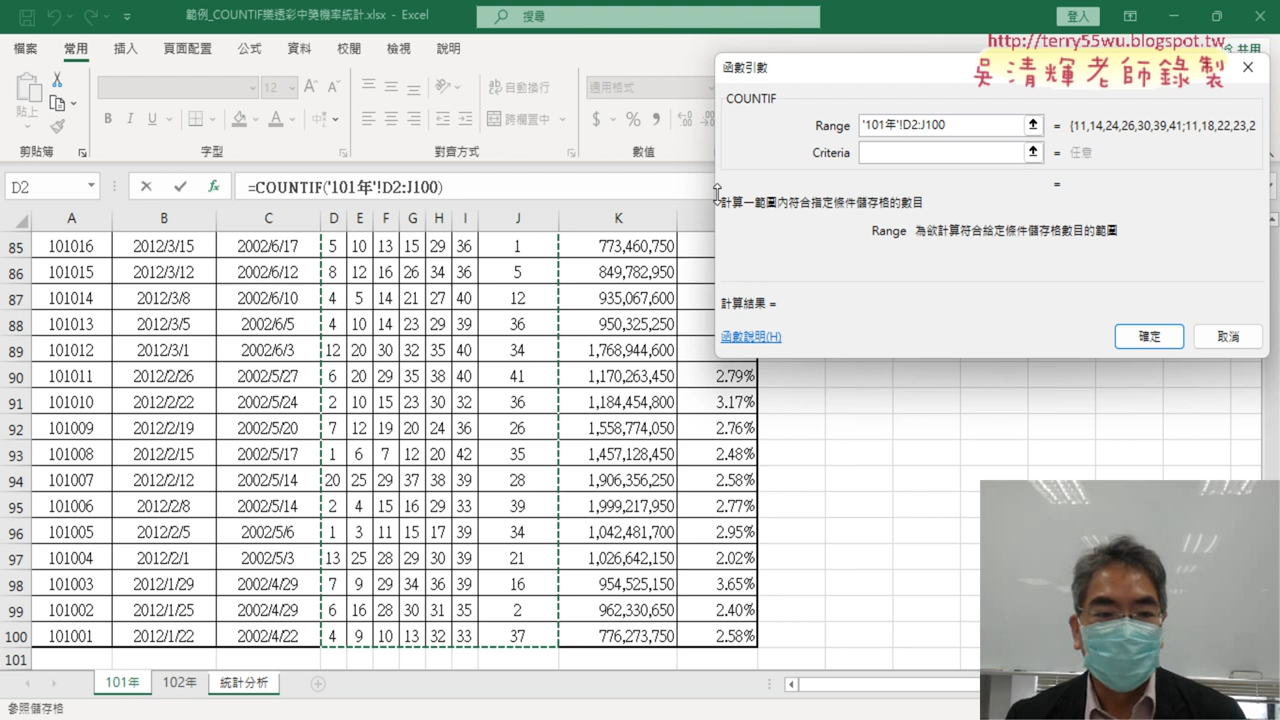 範例_COUNTIF樂透彩中獎機率統計.xlsx - Excel
搜尋
登入
檔案 常用 插入 頁面配置 公式 資料 校閱 檢視 說明
共用
http://terry55wu.blogspot.tw
吳清輝老師錄製
貼上
12
自動換行
通用格式
跨欄置中
剪貼簿 字型 對齊方式 數值
函數引數
COUNTIF
Range '101年'!D2:J100 = {11,14,24,26,30,39,41;11,18,22,23,2
Criteria = 任意
=
計算一範圍內符合指定條件儲存格的數目
Range 為欲計算符合給定條件儲存格數目的範圍
計算結果 =
函數說明(H)
確定 取消
D2
=COUNTIF('101年'!D2:J100)
A B C D E F G H I J K
85 101016 2012/3/15 2002/6/17 5 10 13 15 29 36 1 773,460,750
86 101015 2012/3/12 2002/6/12 8 12 16 26 34 36 5 849,782,950
87 101014 2012/3/8 2002/6/10 4 5 14 21 27 40 12 935,067,600
88 101013 2012/3/5 2002/6/5 4 10 14 23 29 39 36 950,325,250
89 101012 2012/3/1 2002/6/3 12 20 30 32 35 40 34 1,768,944,600
90 101011 2012/2/26 2002/5/27 6 20 29 35 38 40 41 1,170,263,450 2.79%
91 101010 2012/2/22 2002/5/24 2 10 15 23 30 32 36 1,184,454,800 3.17%
92 101009 2012/2/19 2002/5/20 7 12 19 20 24 36 26 1,558,774,050 2.76%
93 101008 2012/2/15 2002/5/17 1 6 7 12 20 42 35 1,457,128,450 2.48%
94 101007 2012/2/12 2002/5/14 20 25 29 37 38 39 28 1,906,356,250 2.58%
95 101006 2012/2/8 2002/5/14 2 4 15 16 29 33 39 1,999,217,950 2.77%
96 101005 2012/2/5 2002/5/6 1 3 11 15 17 39 34 1,042,481,700 2.95%
97 101004 2012/2/1 2002/5/3 13 25 28 29 30 39 21 1,026,642,150 2.02%
98 101003 2012/1/29 2002/4/29 7 9 29 34 36 39 16 954,525,150 3.65%
99 101002 2012/1/25 2002/4/29 6 16 28 30 31 35 2 962,330,650 2.40%
100 101001 2012/1/22 2002/4/22 4 9 10 13 32 33 37 776,273,750 2.58%
101
101年 102年 統計分析
參照儲存格